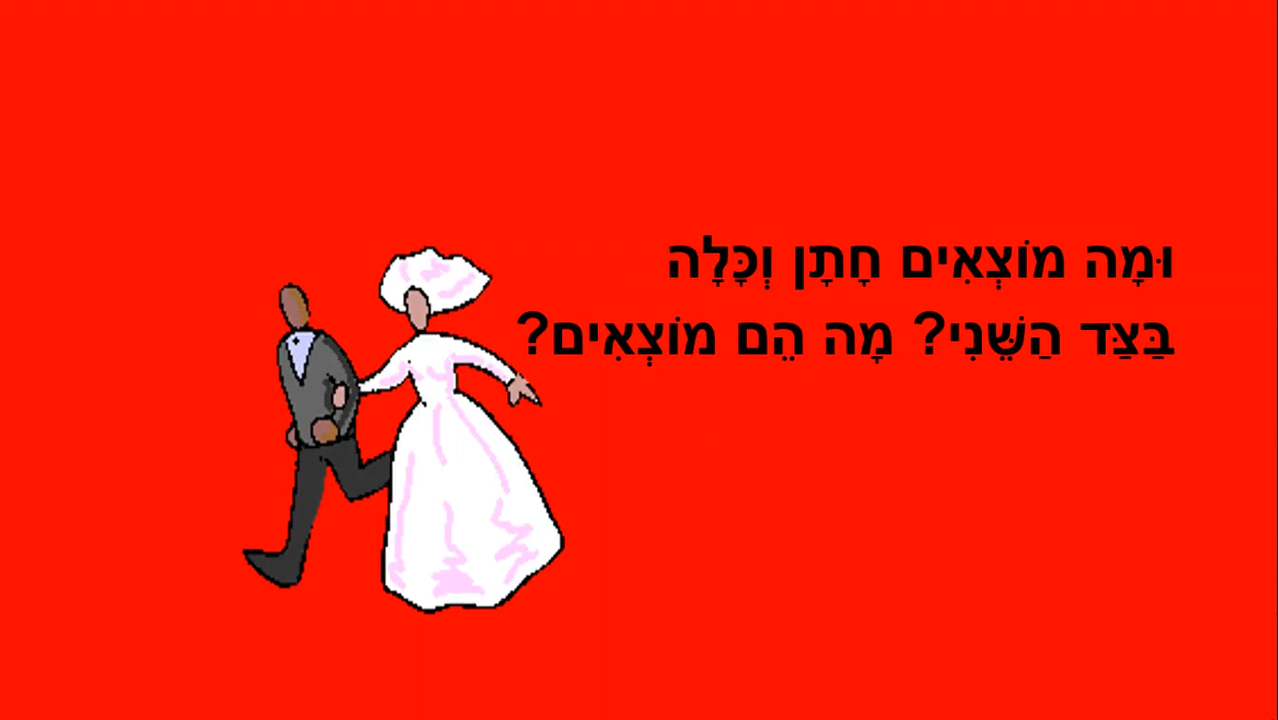 וּמָה מוֹצְאִים חָתָן וְכָּלָּה
בַּצַּד הַשֵּׁנִי? מָה הֵם מוֹצְאִים?